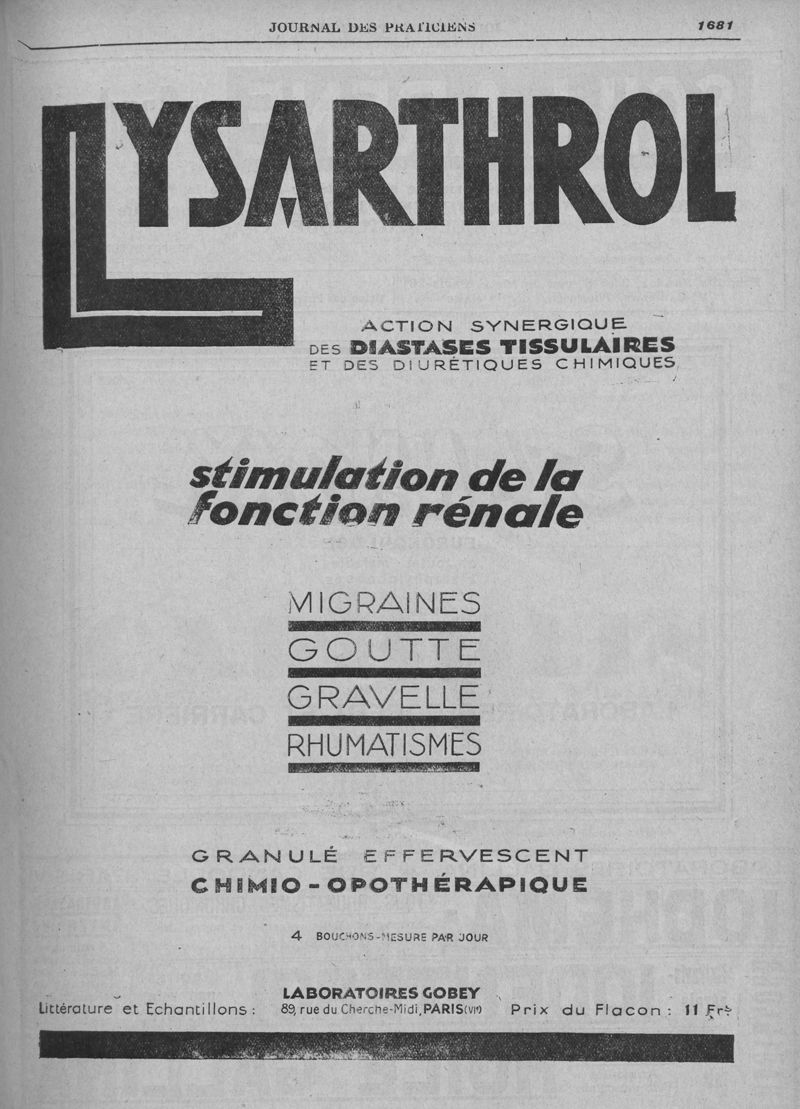 JOURNAL DES PRATICIENS 1681
LYSARTHROL
ACTION SYNERGIQUE
DES DIASTASES TISSULAIRES
ET DES DIURÉTIQUES CHIMIQUES
stimulation de la
fonction rénale
MIGRAINES
GOUTTE
GRAVELLE
RHUMATISMES
GRANULÉ EFFERVESCENT
CHIMIO-OPOTHÉRAPIQUE
4 BOUCHONS-MESURE PAR JOUR
LABORATOIRES GOBEY
Littérature et Echantillons : 89, rue du Cherche-Midi, PARIS (VIe) Prix du Flacon : 11 Frs